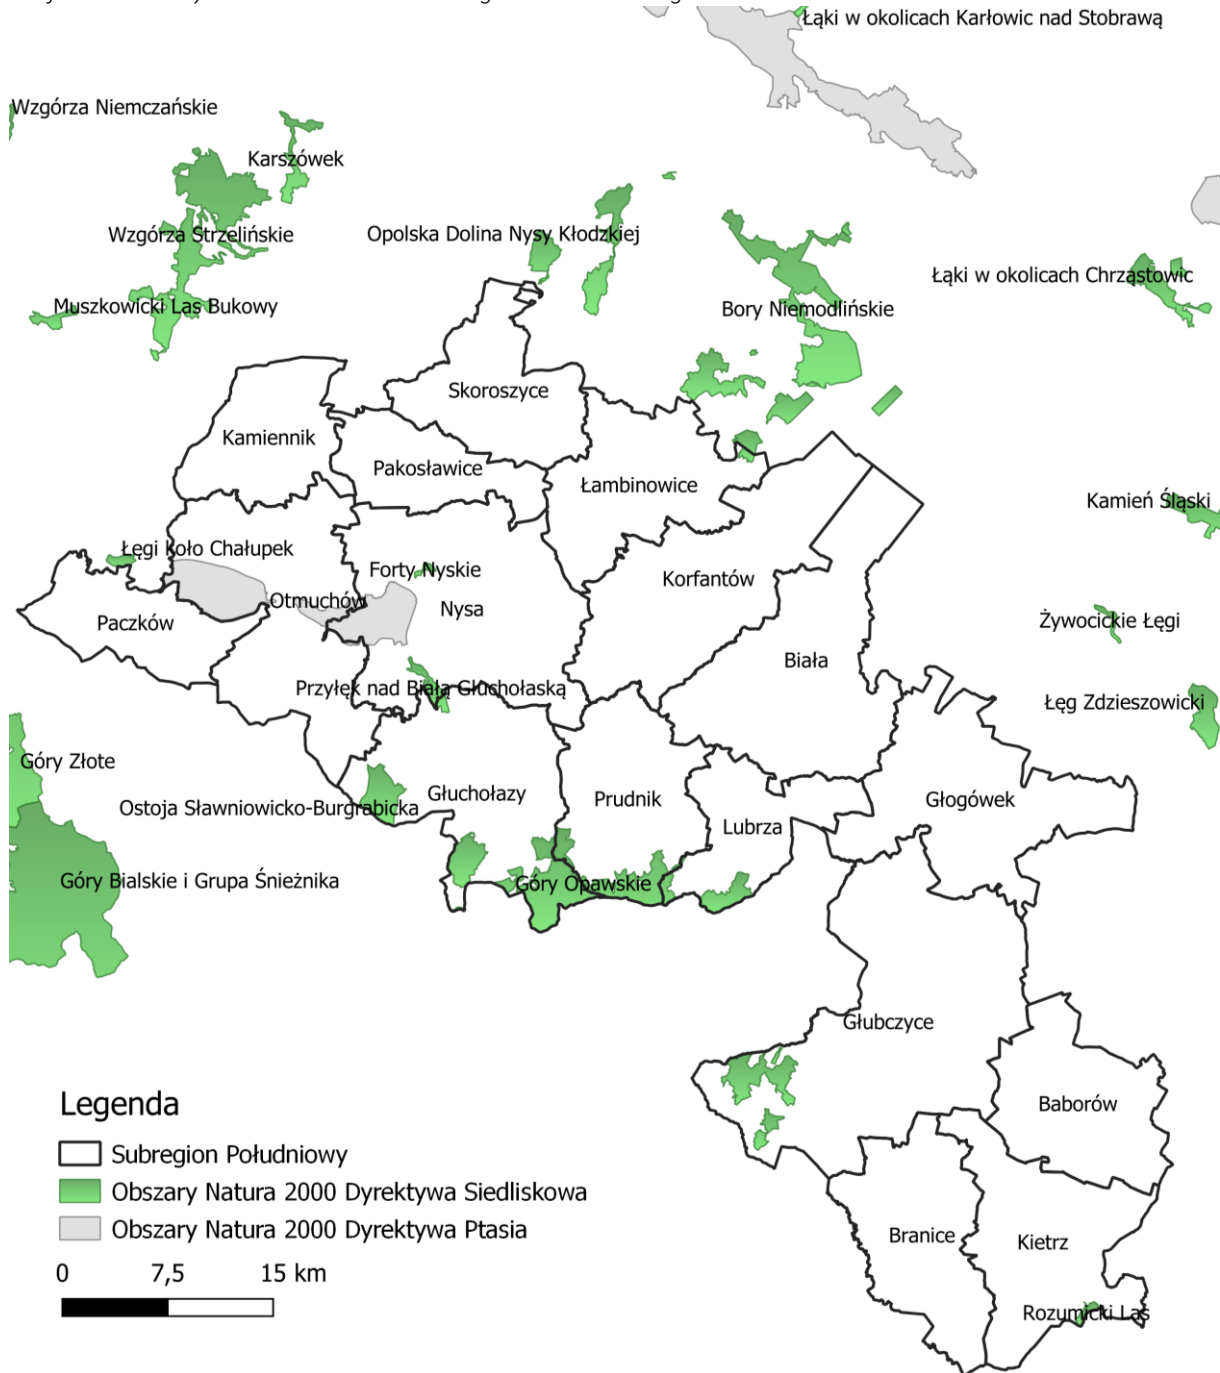 Łąki w okolicach Karłowic nad Stobrawą
Wzgórza Niemczańskie
Karszówek
Wzgórza Strzelińskie
Opolska Dolina Nysy Kłodzkiej
Łąki w okolicach Chrząstowic
Muszkowicki Las Bukowy
Bory Niemodlińskie
Skoroszyce
Kamiennik
Pakosławice
Łambinowice
Kamień Śląski
Łęgi koło Chałupek
Forty Nyskie
Korfantów
Otmuchów
Nysa
Paczków
Żywocickie Łęgi
Biała
Przyłęk nad Białą Głuchołaską
Łęg Zdzieszowicki
Góry Złote
Głuchołazy
Prudnik
Głogówek
Ostoja Sławniowicko-Burgrabicka
Lubrza
Góry Bialskie i Grupa Śnieżnika
Góry Opawskie
Głubczyce
Baborów
Legenda
Subregion Południowy
Obszary Natura 2000 Dyrektywa Siedliskowa
Obszary Natura 2000 Dyrektywa Ptasia
Branice
Kietrz
0 7,5 15 km
Rozumicki Las